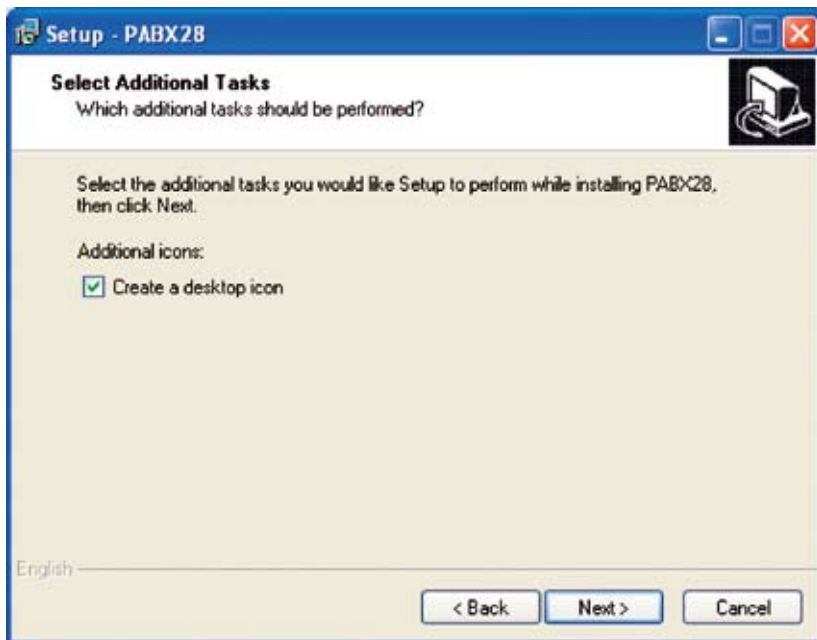 Setup - PABX28
Select Additional Tasks
Which additional tasks should be performed?
Select the additional tasks you would like Setup to perform while installing PABX28,
then click Next.
Additional icons:
Create a desktop icon
English
< Back
Next >
Cancel